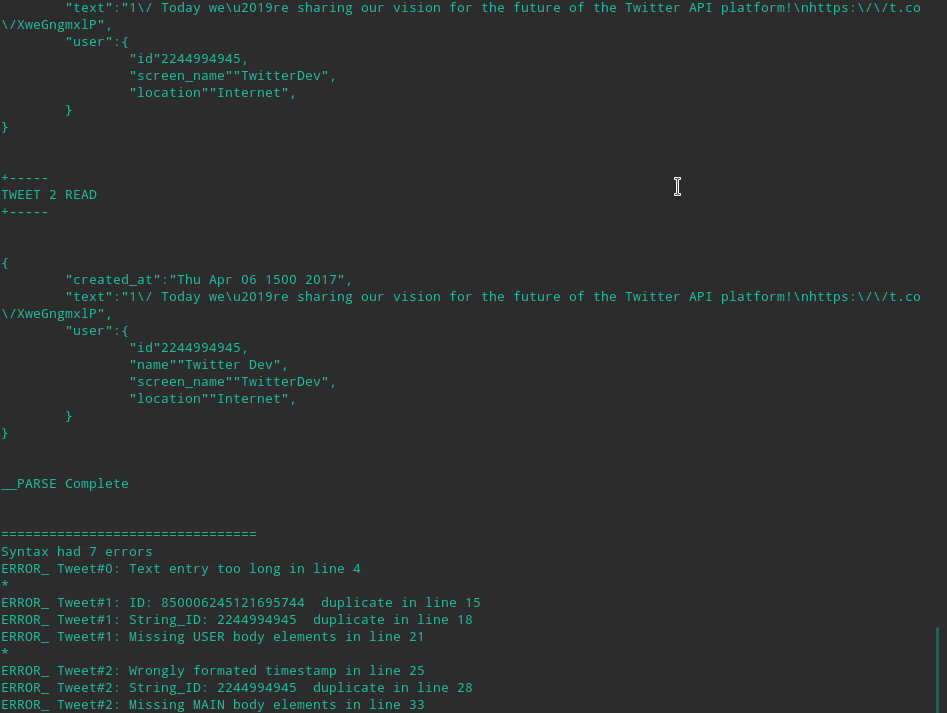 "text":"1\/ Today we\u2019re sharing our vision for the future of the Twitter API platform!\nhttps:\/\/t.co
\/XweGngmxlP",
"user":{
"id"2244994945,
"screen_name""TwitterDev",
"location""Internet",
}
}
+-----
TWEET 2 READ
+-----
{
"created_at":"Thu Apr 06 1500 2017",
"text":"1\/ Today we\u2019re sharing our vision for the future of the Twitter API platform!\nhttps:\/\/t.co
\/XweGngmxlP",
"user":{
"id"2244994945,
"name""Twitter Dev",
"screen_name""TwitterDev",
"location""Internet",
}
}
__PARSE Complete
================================
Syntax had 7 errors
ERROR_ Tweet#0: Text entry too long in line 4
*
ERROR_ Tweet#1: ID: 850006245121695744  duplicate in line 15
ERROR_ Tweet#1: String_ID: 2244994945  duplicate in line 18
ERROR_ Tweet#1: Missing USER body elements in line 21
*
ERROR_ Tweet#2: Wrongly formated timestamp in line 25
ERROR_ Tweet#2: String_ID: 2244994945  duplicate in line 28
ERROR_ Tweet#2: Missing MAIN body elements in line 33